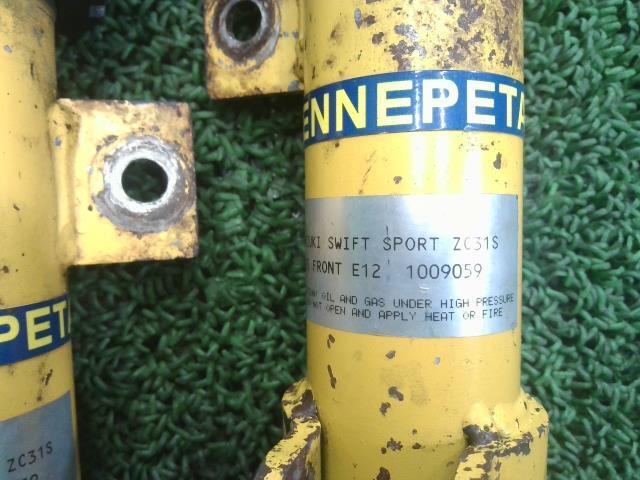 ENNEPETA
UKI SWIFT SPORT ZC31S
FRONT E12 1009059
OIL AND GAS UNDER HIGH PRESSURE
NOT OPEN AND APPLY HEAT OR FIRE
PETA
ZC31S